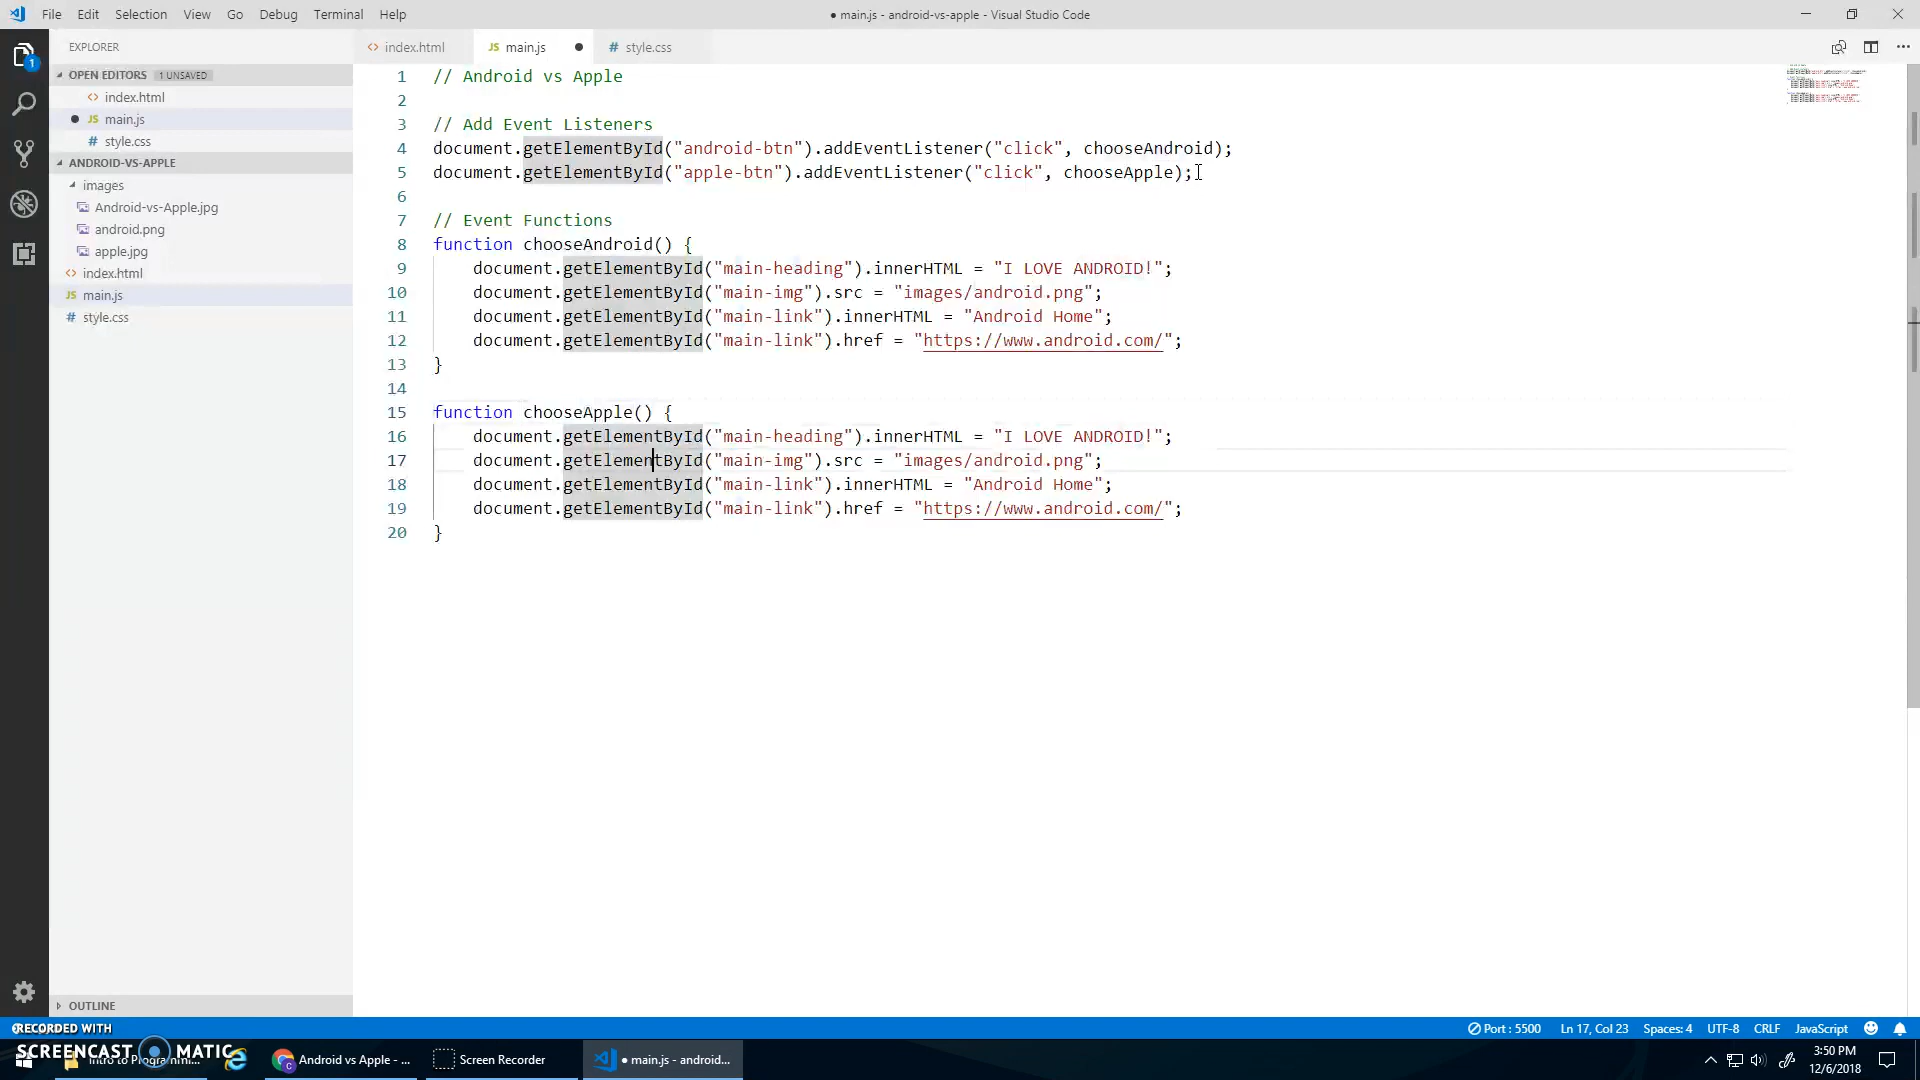 File Edit Selection View Go Debug Terminal Help
● main.js - android-vs-apple - Visual Studio Code
EXPLORER
OPEN EDITORS 1 UNSAVED
<> index.html
● JS main.js
# style.css
ANDROID-VS-APPLE
images
Android-vs-Apple.jpg
android.png
apple.jpg
<> index.html
JS main.js
# style.css
OUTLINE
1
<> index.html JS main.js ● # style.css
1 // Android vs Apple
2
3 // Add Event Listeners
4 document.getElementById("android-btn").addEventListener("click", chooseAndroid);
5 document.getElementById("apple-btn").addEventListener("click", chooseApple);
6
7 // Event Functions
8 function chooseAndroid() {
9 document.getElementById("main-heading").innerHTML = "I LOVE ANDROID!";
10 document.getElementById("main-img").src = "images/android.png";
11 document.getElementById("main-link").innerHTML = "Android Home";
12 document.getElementById("main-link").href = "https://www.android.com/";
13 }
14
15 function chooseApple() {
16 document.getElementById("main-heading").innerHTML = "I LOVE ANDROID!";
17 document.getElementById("main-img").src = "images/android.png";
18 document.getElementById("main-link").innerHTML = "Android Home";
19 document.getElementById("main-link").href = "https://www.android.com/";
20 }
Port : 5500 Ln 17, Col 23 Spaces: 4 UTF-8 CRLF JavaScript
RECORDED WITH
SCREENCAST MATIC
Intro to
Android vs Apple - ...
Screen Recorder
● main.js - android...
3:50 PM
12/6/2018